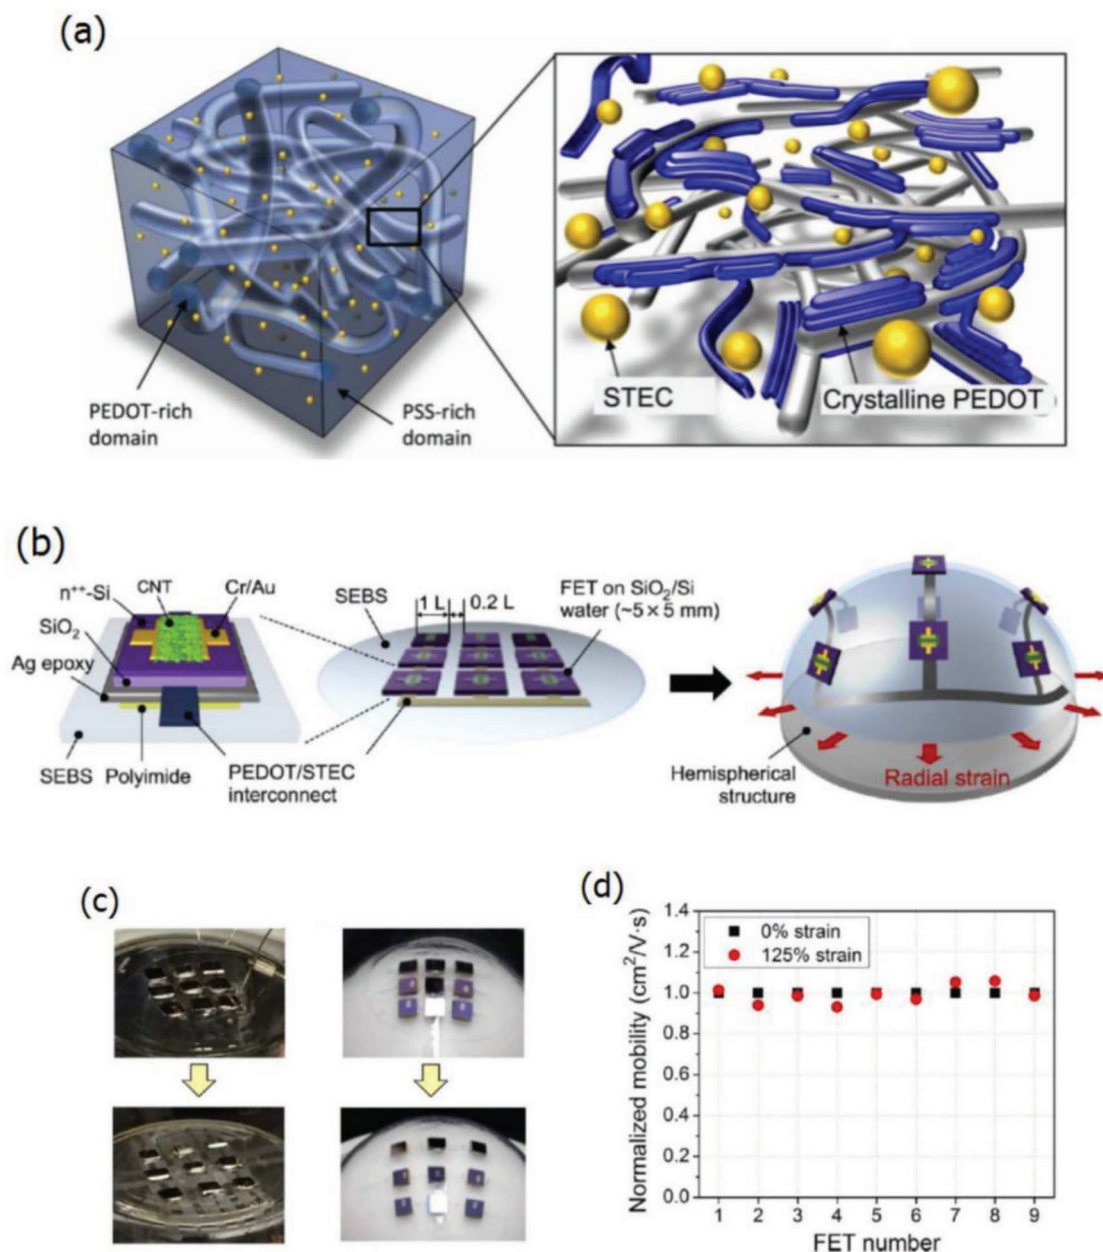 (a)
PEDOT-rich
domain
PSS-rich
domain
STEC
Crystalline PEDOT
(b)
n++-Si
CNT
Cr/Au
SiO2
Ag epoxy
SEBS
Polyimide
PEDOT/STEC
interconnect
SEBS
1 L
0.2 L
FET on SiO2/Si
water (~5×5 mm)
Hemispherical
structure
Radial strain
(c)
(d)
Normalized mobility (cm2/V·s)
1.4
1.2
1.0
0.8
0.6
0.4
0.2
0.0
0% strain
125% strain
1 2 3 4 5 6 7 8 9
FET number